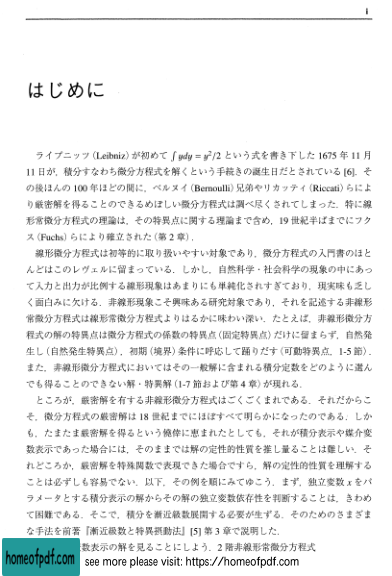 i
はじめに
ライプニッツ (Leibniz) が初めて ∫ydy = y²/2 という式を書き下した 1675 年 11 月
11 日が，積分すなわち微分方程式を解くという手続きの誕生日だとされている [6]．そ
の後ほんの 100 年ほどの間に，ベルヌイ (Bernoulli) 兄弟やリカッティ (Riccati) らによ
り厳密解を得ることのできるめぼしい微分方程式は調べ尽くされてしまった．特に線
形常微分方程式の理論は，その特異点に関する理論まで含め，19 世紀半ばまでにフク
ス (Fuchs) らにより確立された (第 2 章)．
線形微分方程式は初等的に取り扱いやすい対象であり，微分方程式の入門書のほと
んどはこのレヴェルに留まっている．しかし，自然科学・社会科学の現象の中にあっ
て入力と出力が比例する線形現象はあまりにも単純化されすぎており，現実味も乏し
く面白みに欠ける．非線形現象こそ興味ある研究対象であり，それを記述する非線形
常微分方程式は線形常微分方程式よりはるかに味わい深い．たとえば，非線形微分方
程式の解の特異点は微分方程式の係数の特異点 (固定特異点) だけに留まらず，自然発
生し (自然発生特異点)，初期 (境界) 条件に呼応して踊りだす (可動特異点，1-5 節)．
また，非線形微分方程式においてはその一般解に含まれる積分定数をどのように選ん
でも得ることのできない解・特異解 (1-7 節および第 4 章) が現れる．
ところが，厳密解を有する非線形微分方程式はごくごくまれである．それだからこ
そ，微分方程式の厳密解は 18 世紀までにほぼすべて明らかになったのである．しか
も，たまたま厳密解を得るという僥倖に恵まれたとしても，それが積分表示や媒介変
数表示であった場合には，そのままでは解の定性的性質を推し量ることは難しい．そ
れどころか，厳密解を特殊関数で表現できた場合ですら，解の定性的性質を理解する
ことは必ずしも容易でない．以下，その例を順にみてゆこう．まず，独立変数 x をパ
ラメータとする積分表示の解からその解の独立変数依存性を判断することは，きわめ
て困難である．そこで，積分を漸近級数展開する必要が生ずる．そのためのさまざま
な手法を前著『漸近級数と特異摂動法』[5] 第 3 章で説明した．
数表示の解を見ることにしよう．2 階非線形常微分方程式
homeofpdf.com
see more please visit: https://homeofpdf.com